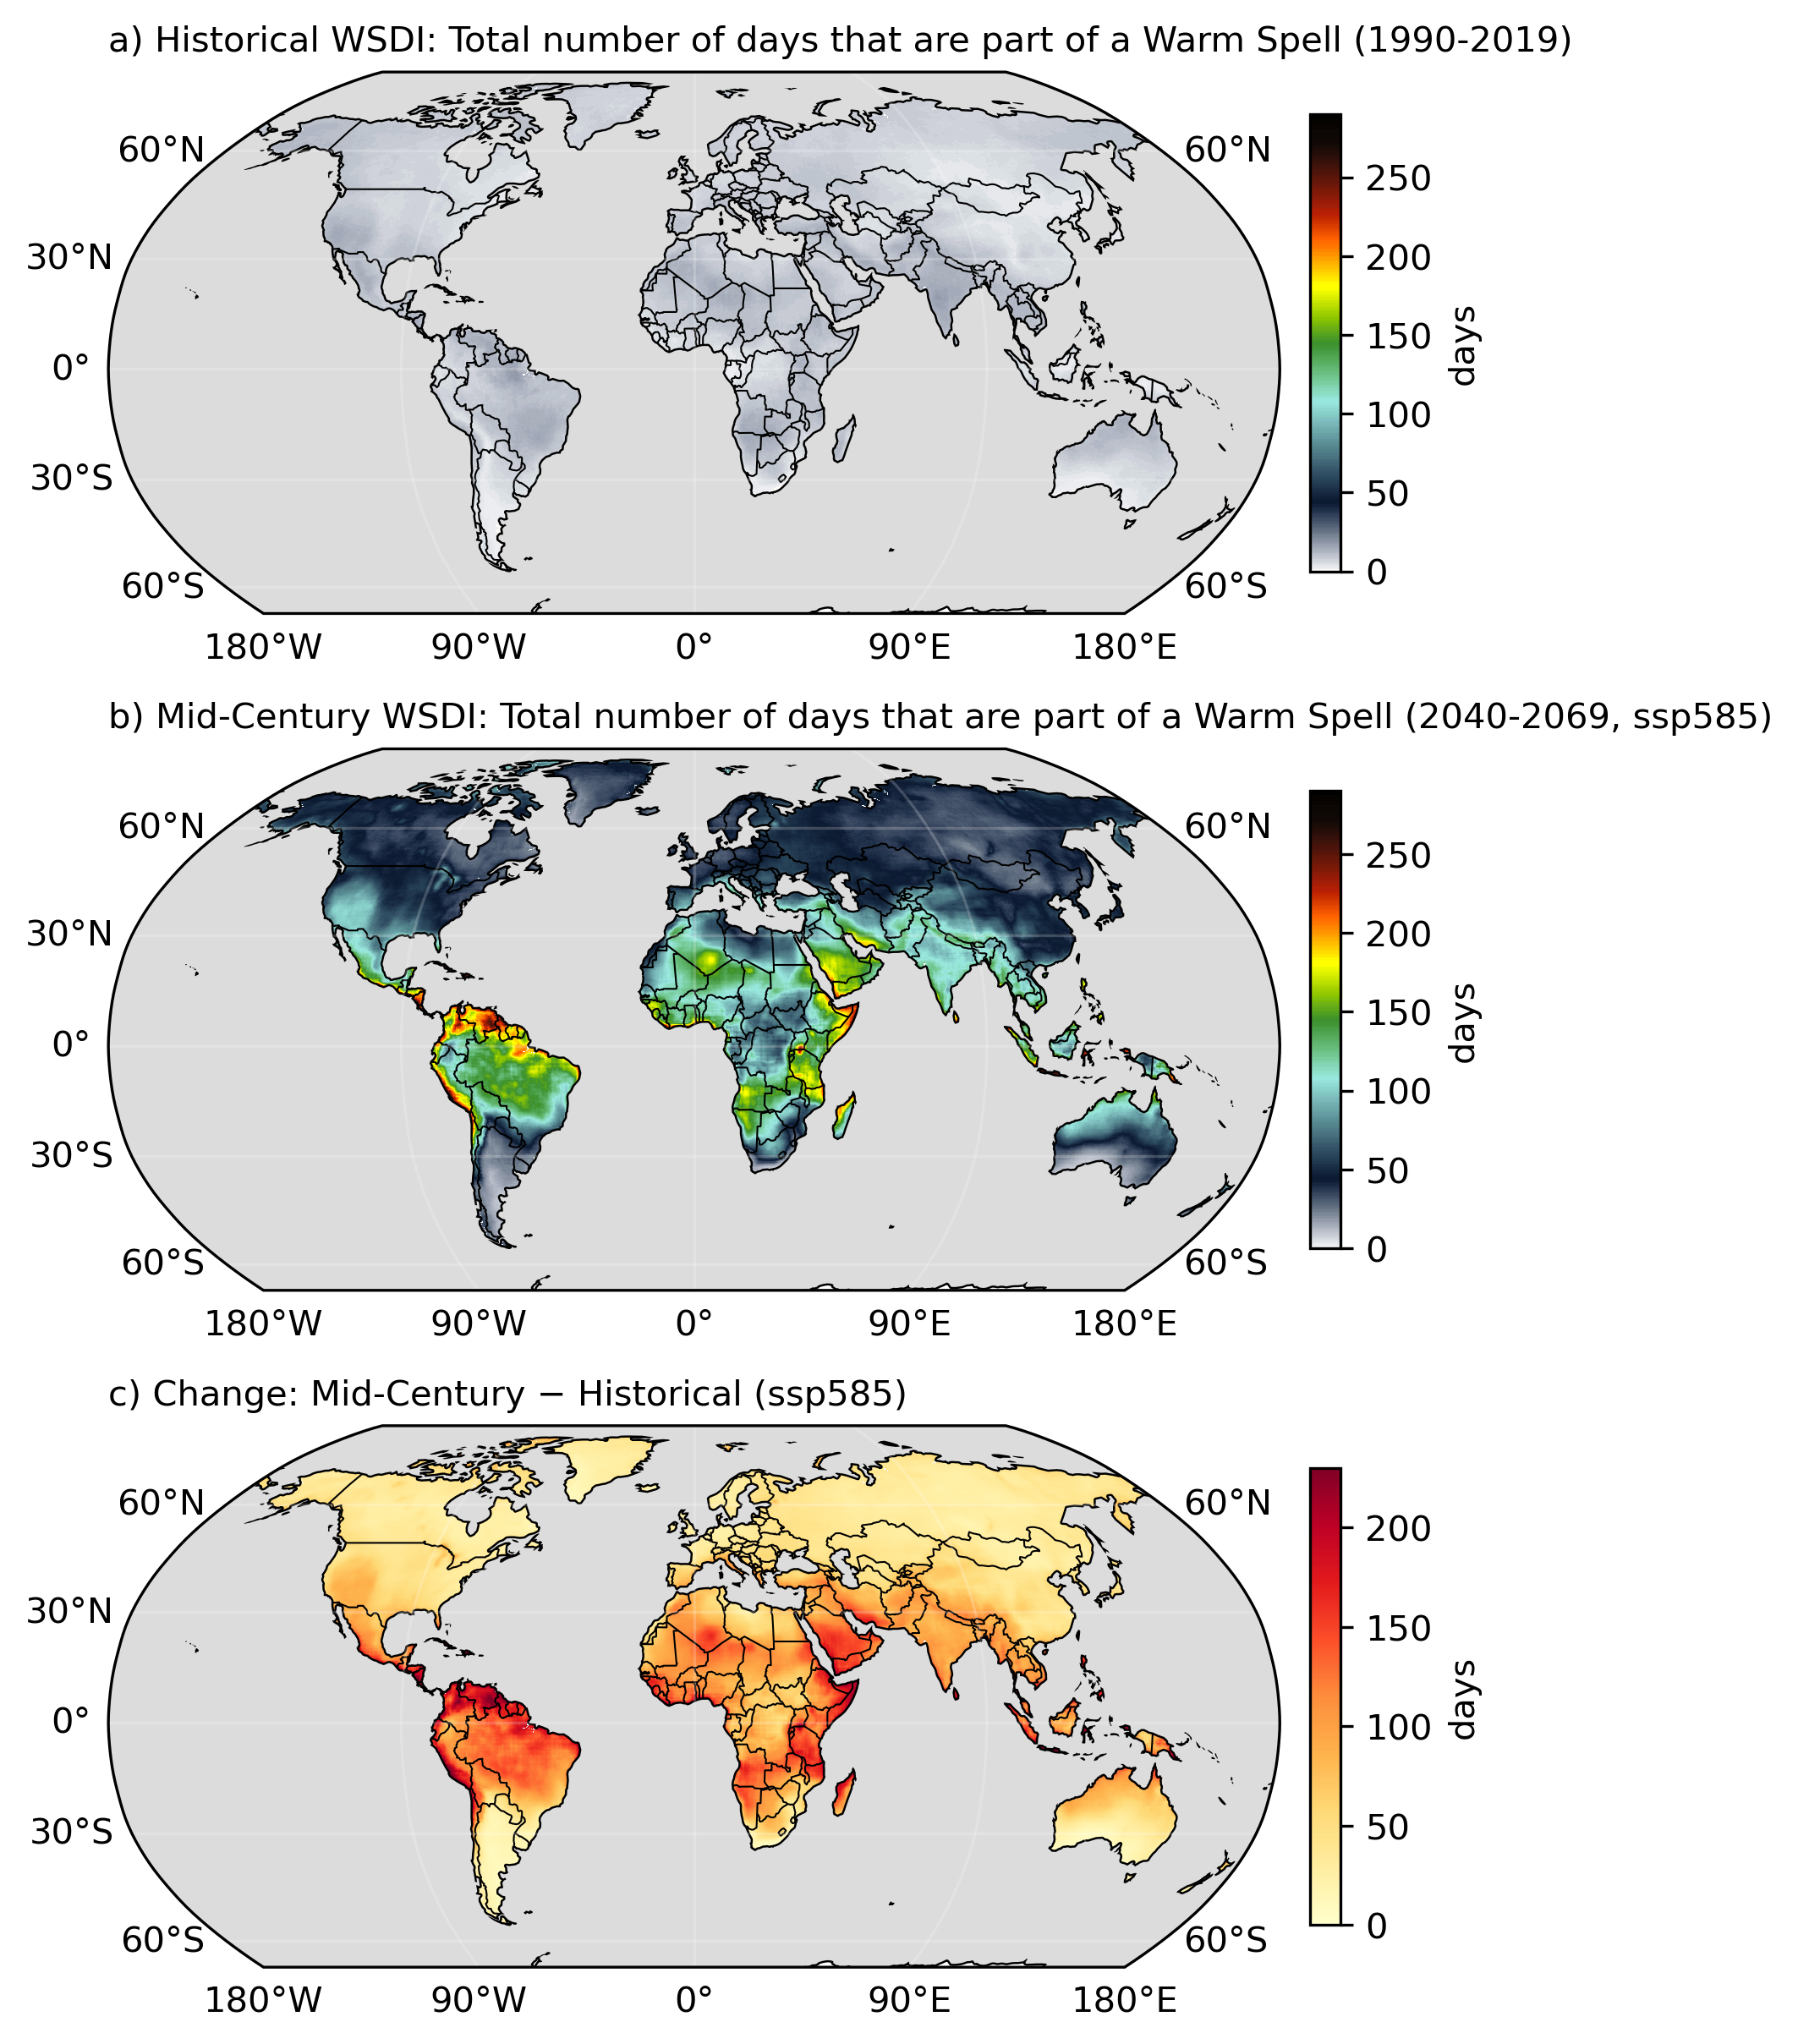 a) Historical WSDI: Total number of days that are part of a Warm Spell (1990-2019)
60°N 60°N
30°N
0°
30°S
60°S 60°S
180°W 90°W 0° 90°E 180°E
250
200
150
100
50
0
days
b) Mid-Century WSDI: Total number of days that are part of a Warm Spell (2040-2069, ssp585)
60°N 60°N
30°N
0°
30°S
60°S 60°S
180°W 90°W 0° 90°E 180°E
250
200
150
100
50
0
days
c) Change: Mid-Century − Historical (ssp585)
60°N 60°N
30°N
0°
30°S
60°S 60°S
180°W 90°W 0° 90°E 180°E
200
150
100
50
0
days